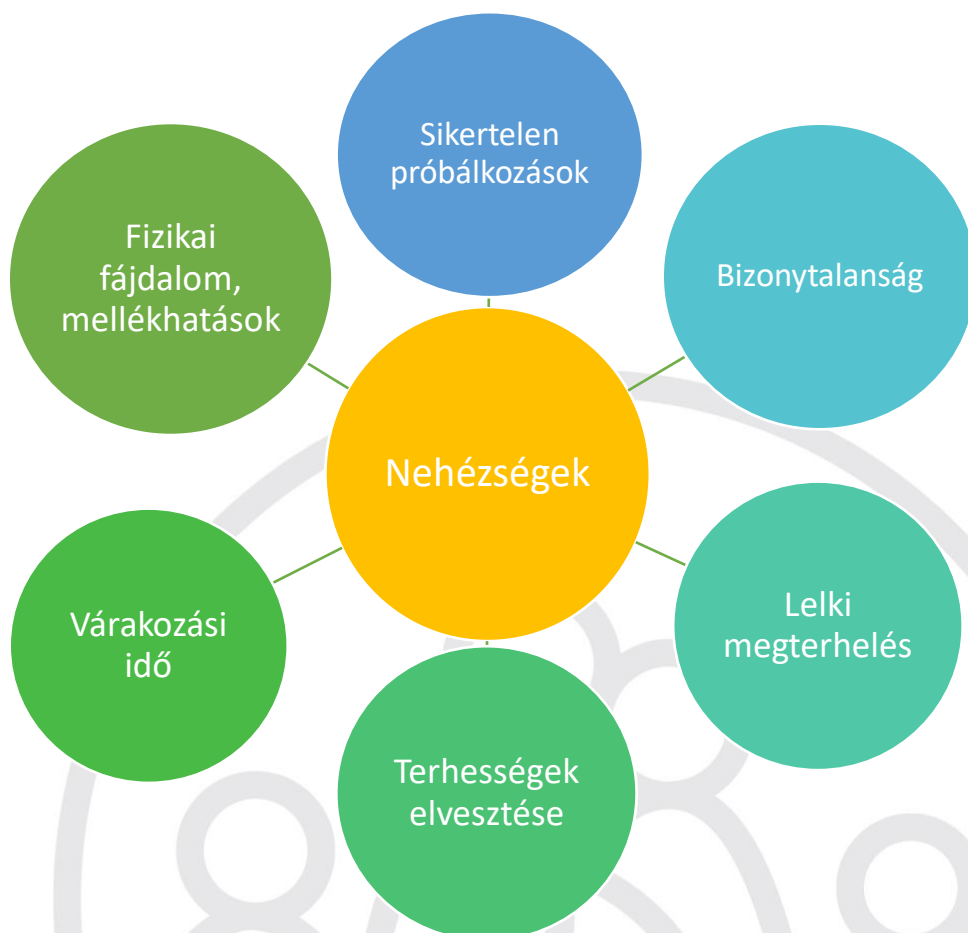 Sikertelen
próbálkozások
Bizonytalanság
Lelki
megterhelés
Terhességek
elvesztése
Várakozási
idő
Fizikai
fájdalom,
mellékhatások
Nehézségek